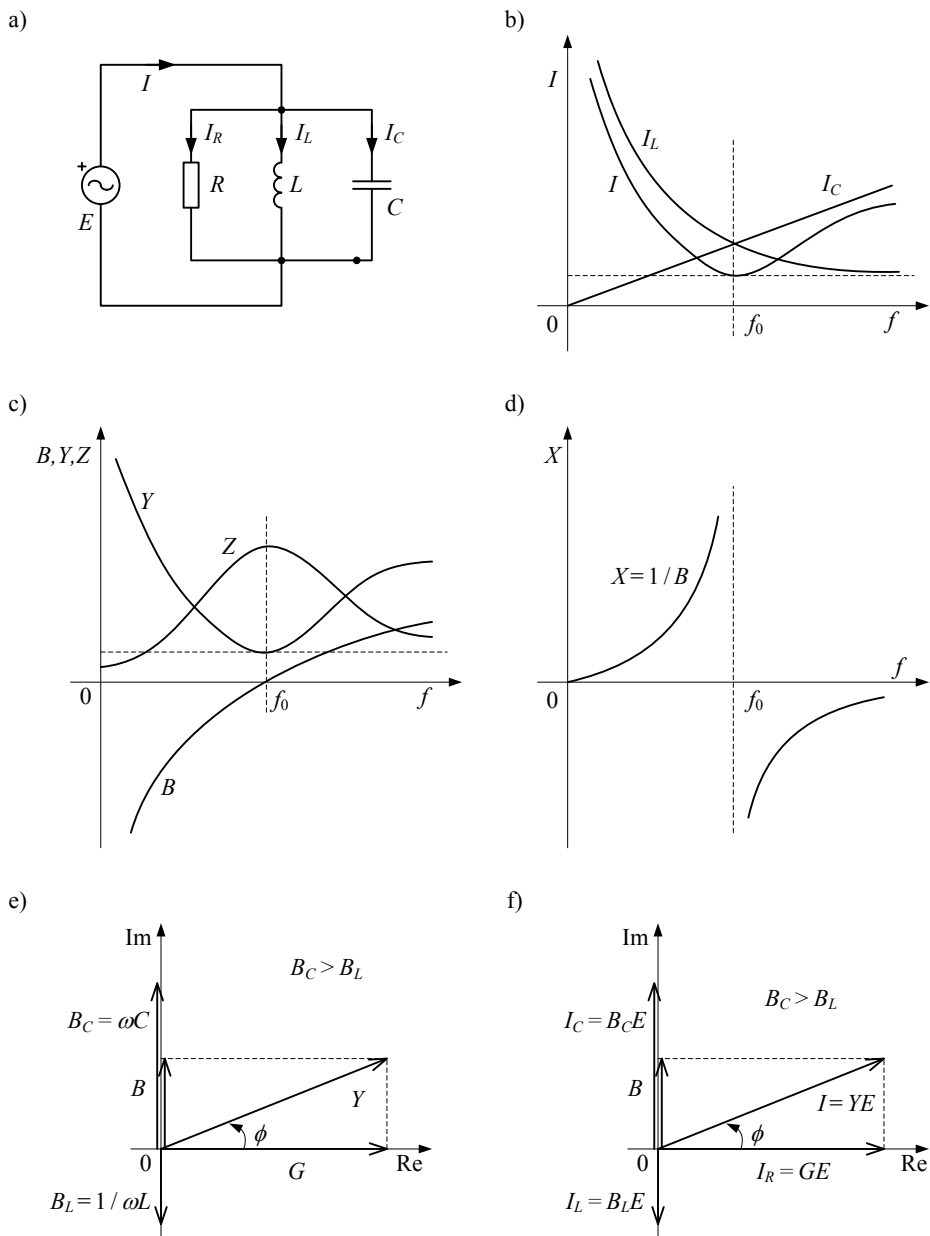 a)
I
I_R
I_L
I_C
+
R
L
C
E
b)
I
I_L
I
I_C
0
f_0
f
c)
B,Y,Z
Y
Z
0
f_0
f
B
d)
X
X = 1 / B
f
0
f_0
e)
Im
B_C > B_L
B_C = ωC
B
Y
ϕ
0
G
Re
B_L = 1 / ωL
f)
Im
B_C > B_L
I_C = B_C E
B
I = YE
ϕ
0
I_R = GE
Re
I_L = B_L E